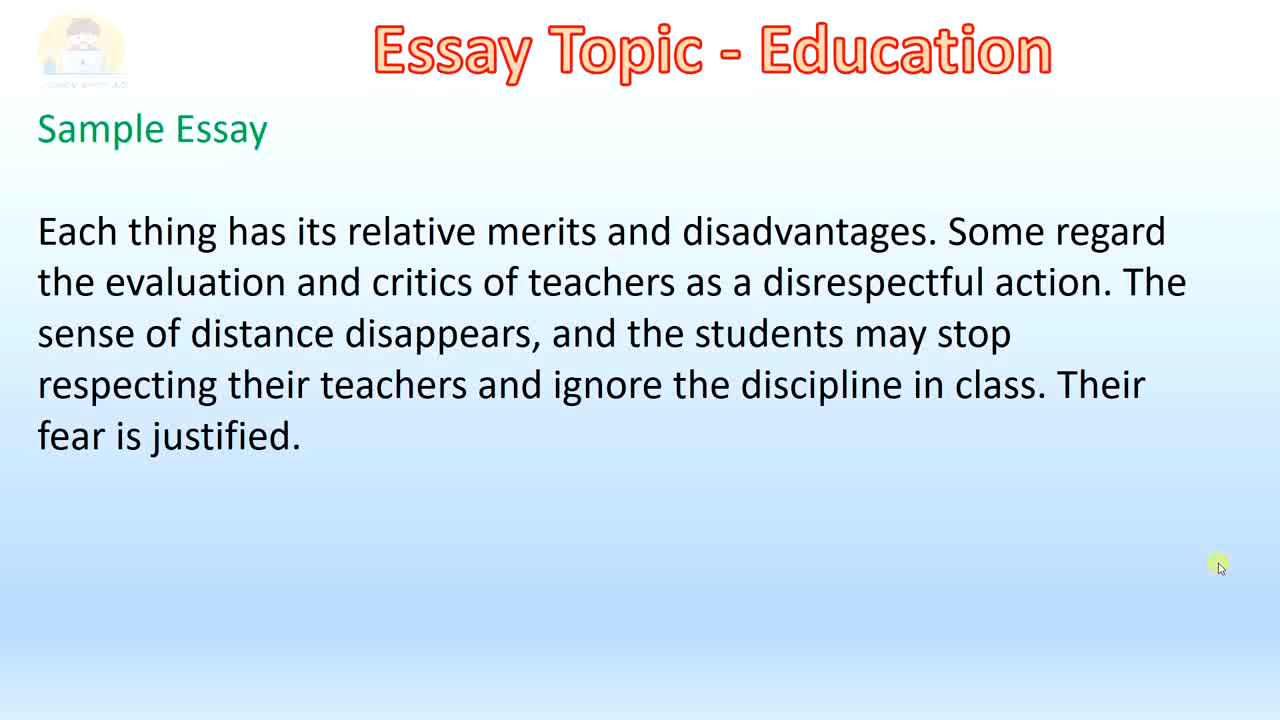 Essay Topic - Education
Sample Essay
Each thing has its relative merits and disadvantages. Some regard
the evaluation and critics of teachers as a disrespectful action. The
sense of distance disappears, and the students may stop
respecting their teachers and ignore the discipline in class. Their
fear is justified.